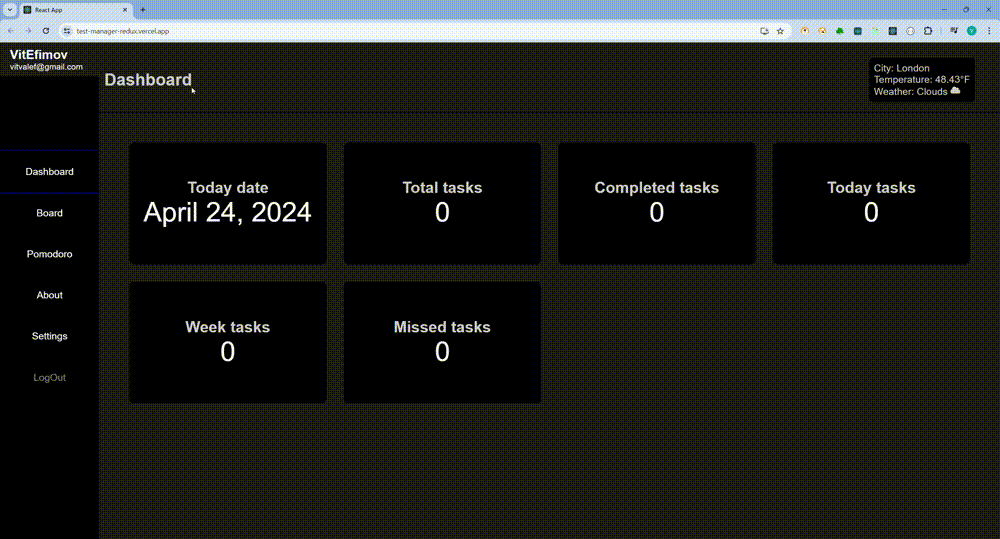 React App
test-manager-redux.vercel.app
VitEfimov
vitvalef@gmail.com
Dashboard
City: London
Temperature: 48.43°F
Weather: Clouds
Dashboard
Board
Pomodoro
About
Settings
LogOut
Today date
April 24, 2024
Total tasks
0
Completed tasks
0
Today tasks
0
Week tasks
0
Missed tasks
0